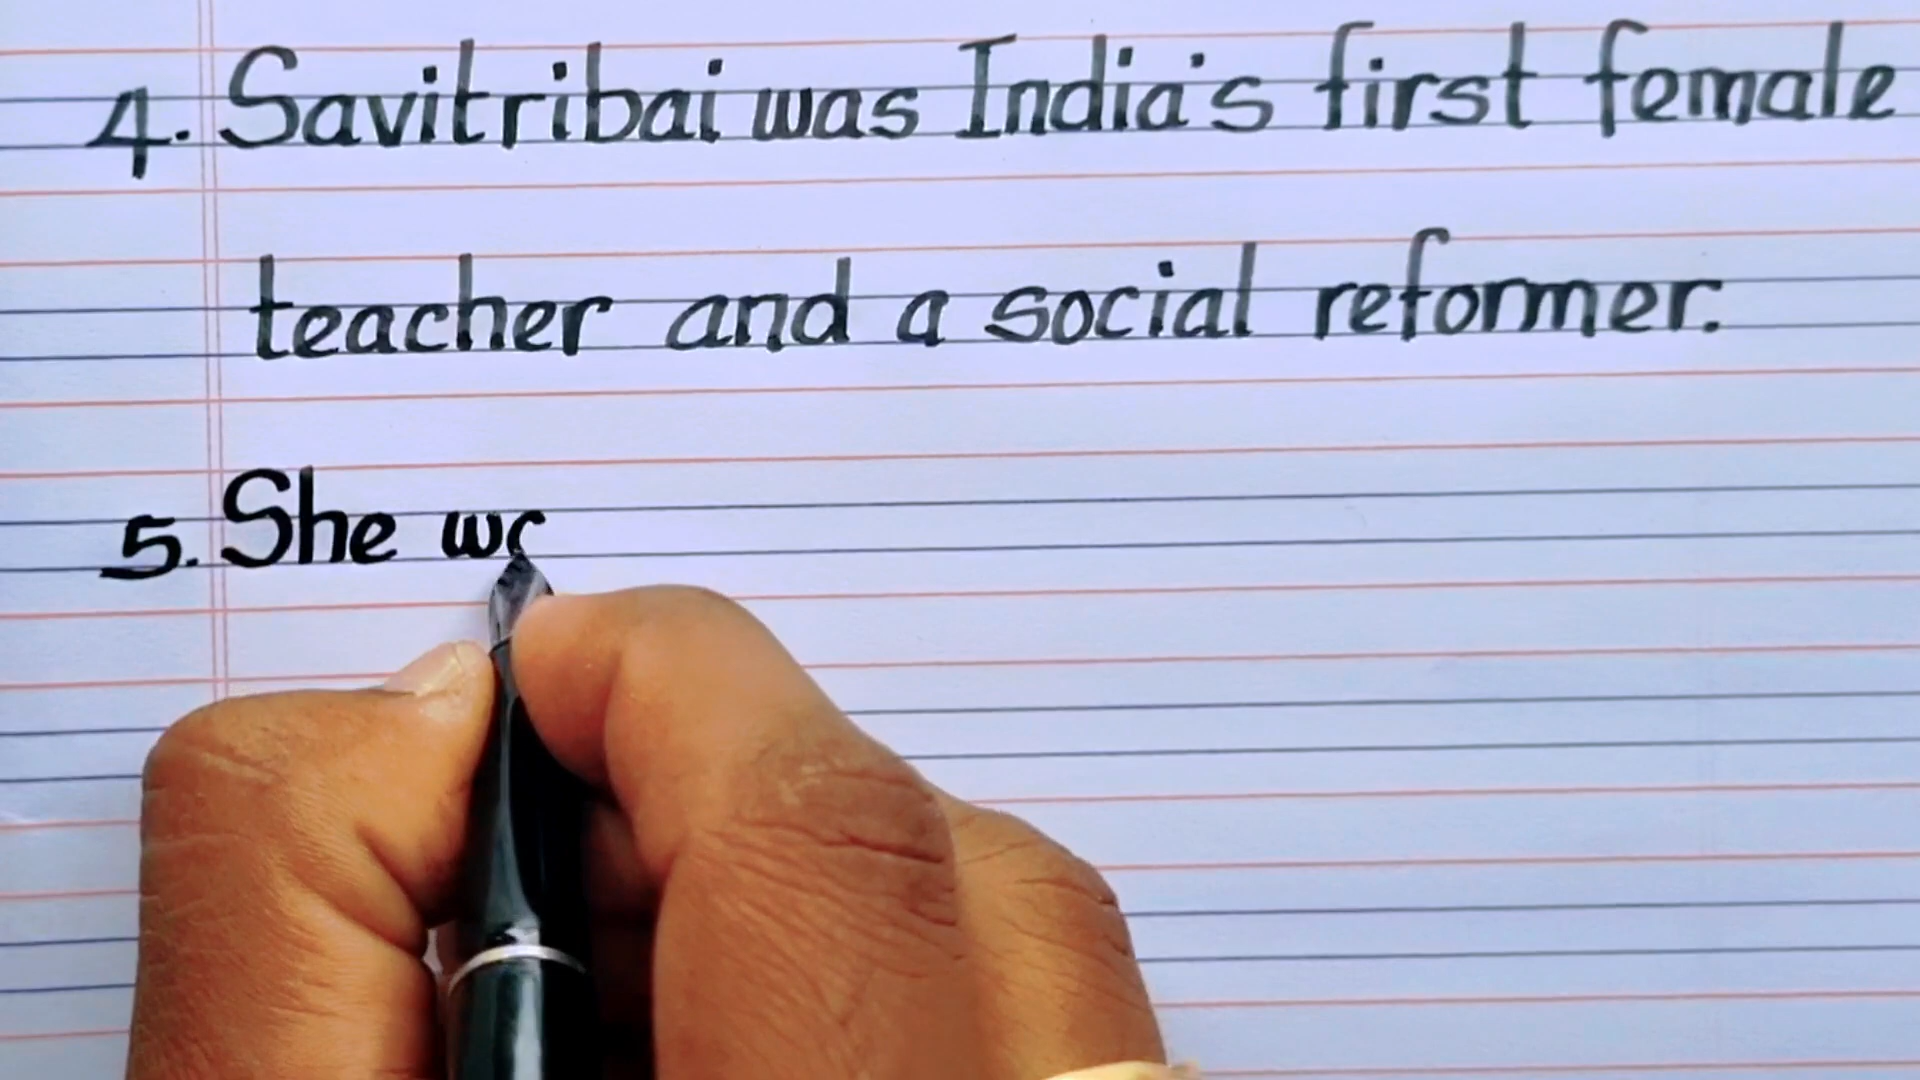 4. Savitribai was India's first female
teacher and a social reformer.
5. She